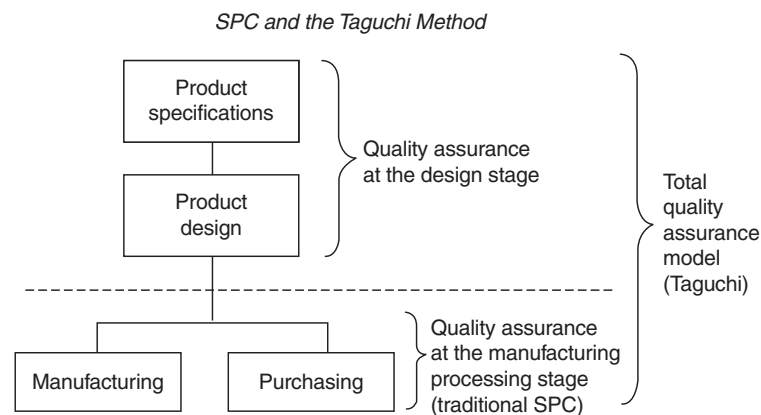 SPC and the Taguchi Method
Product
specifications
Quality assurance
at the design stage
Product
design
Total
quality
assurance
model
(Taguchi)
Quality assurance
at the manufacturing
processing stage
(traditional SPC)
Manufacturing
Purchasing